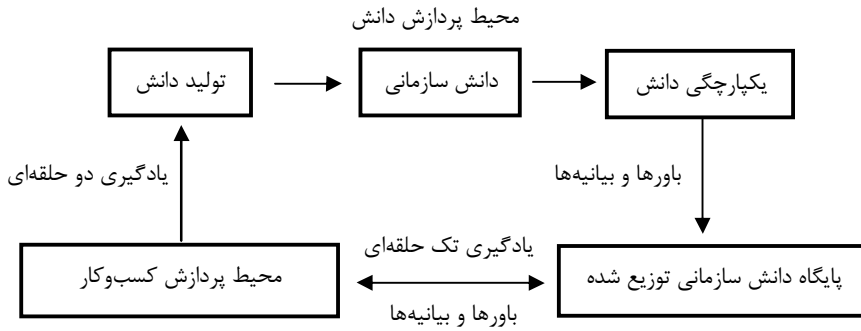 محیط پردازش دانش
تولید دانش
دانش سازمانی
یکپارچگی دانش
یادگیری دو حلقه‌ای
باورها و بیانیه‌ها
محیط پردازش کسب‌وکار
یادگیری تک حلقه‌ای
باورها و بیانیه‌ها
پایگاه دانش سازمانی توزیع شده